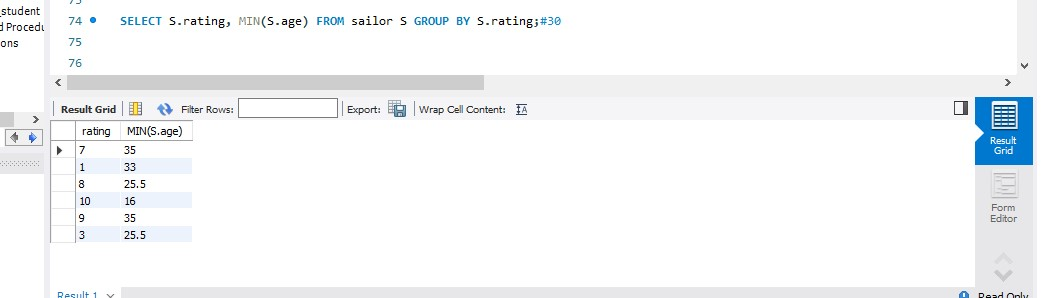 _student
d Procedu
ons
74 SELECT S.rating, MIN(S.age) FROM sailor S GROUP BY S.rating;#30
75
76
Result Grid Filter Rows: Export: Wrap Cell Content:
rating MIN(S.age)
7 35
1 33
8 25.5
10 16
9 35
3 25.5
Result
Grid
Form
Editor
Result 1
Read Only